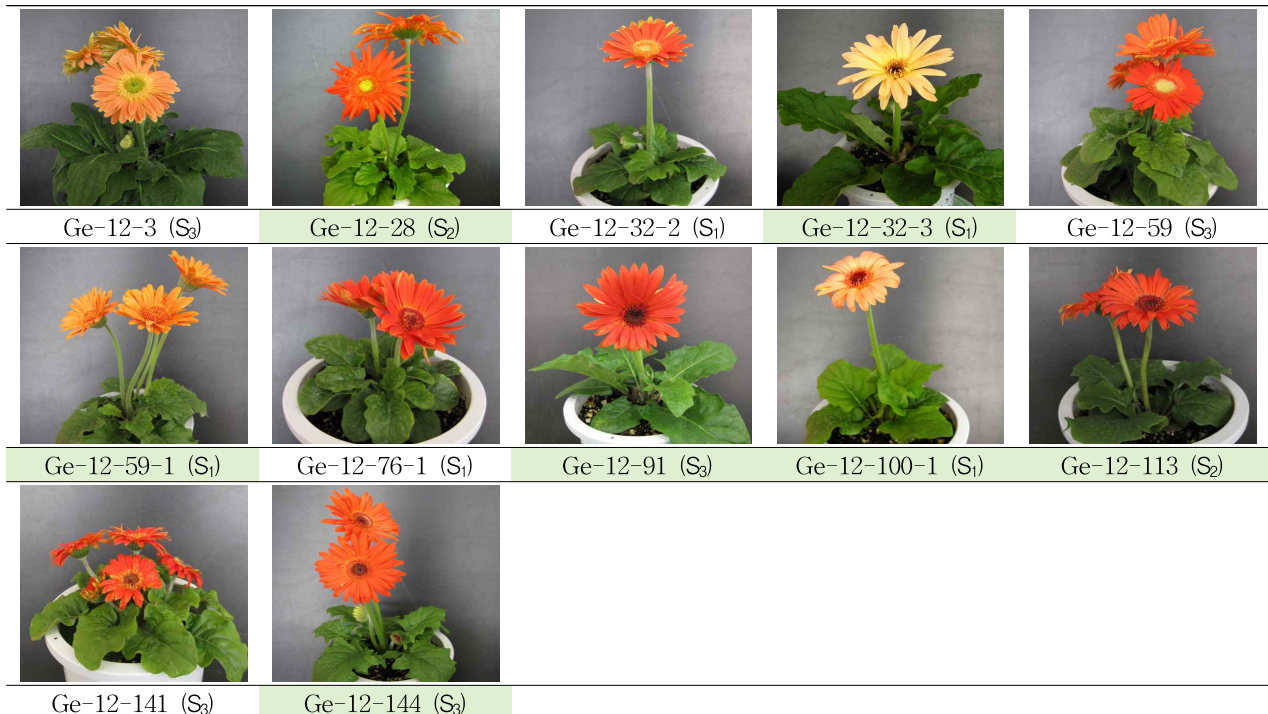 Ge-12-3 (S₃) Ge-12-28 (S₂) Ge-12-32-2 (S₁) Ge-12-32-3 (S₁) Ge-12-59 (S₃)
Ge-12-59-1 (S₁) Ge-12-76-1 (S₁) Ge-12-91 (S₃) Ge-12-100-1 (S₁) Ge-12-113 (S₂)
Ge-12-141 (S₃) Ge-12-144 (S₃)